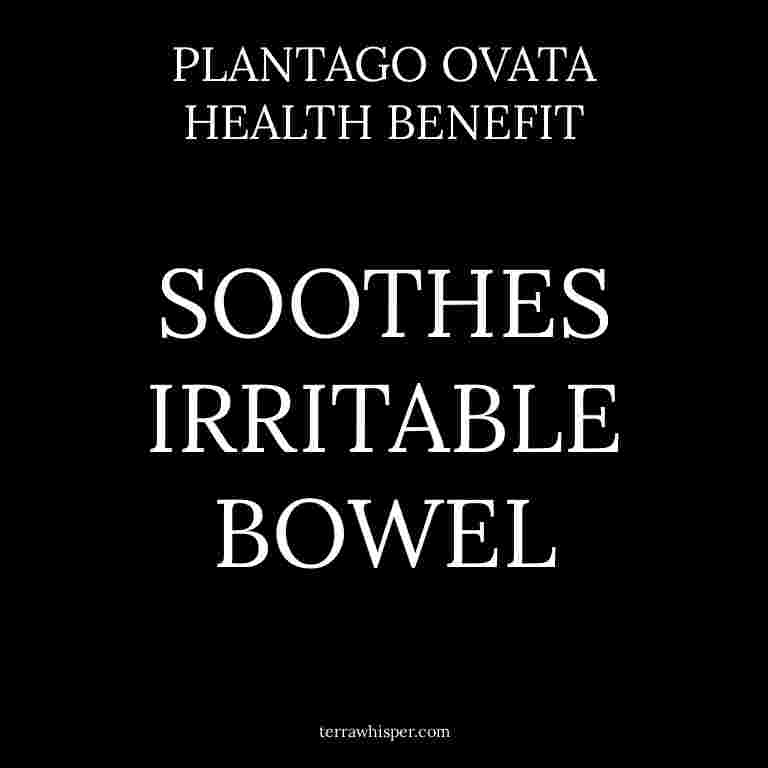 PLANTAGO OVATA
HEALTH BENEFIT
SOOTHES
IRRITABLE
BOWEL
terrawhisper.com